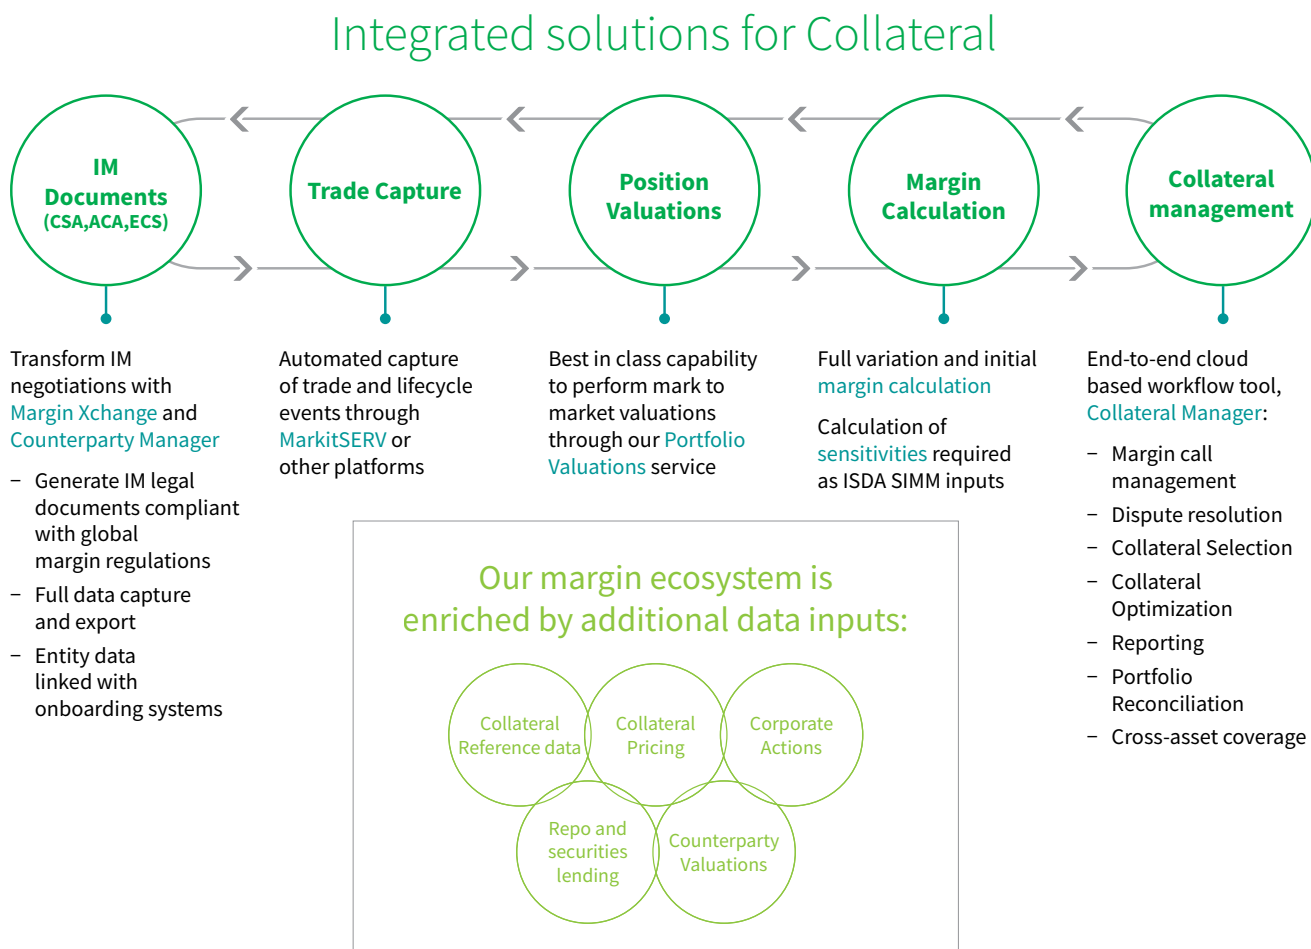 Integrated solutions for Collateral
IM
Documents
(CSA,ACA,ECS)
Trade Capture
Position
Valuations
Margin
Calculation
Collateral
management
Transform IM
negotiations with
Margin Xchange and
Counterparty Manager
– Generate IM legal
documents compliant
with global
margin regulations
– Full data capture
and export
– Entity data
linked with
onboarding systems
Automated capture
of trade and lifecycle
events through
MarkitSERV or
other platforms
Best in class capability
to perform mark to
market valuations
through our Portfolio
Valuations service
Full variation and initial
margin calculation
Calculation of
sensitivities required
as ISDA SIMM inputs
End-to-end cloud
based workflow tool,
Collateral Manager:
– Margin call
management
– Dispute resolution
– Collateral Selection
– Collateral
Optimization
– Reporting
– Portfolio
Reconciliation
– Cross-asset coverage
Our margin ecosystem is
enriched by additional data inputs:
Collateral
Reference data
Collateral
Pricing
Corporate
Actions
Repo and
securities
lending
Counterparty
Valuations